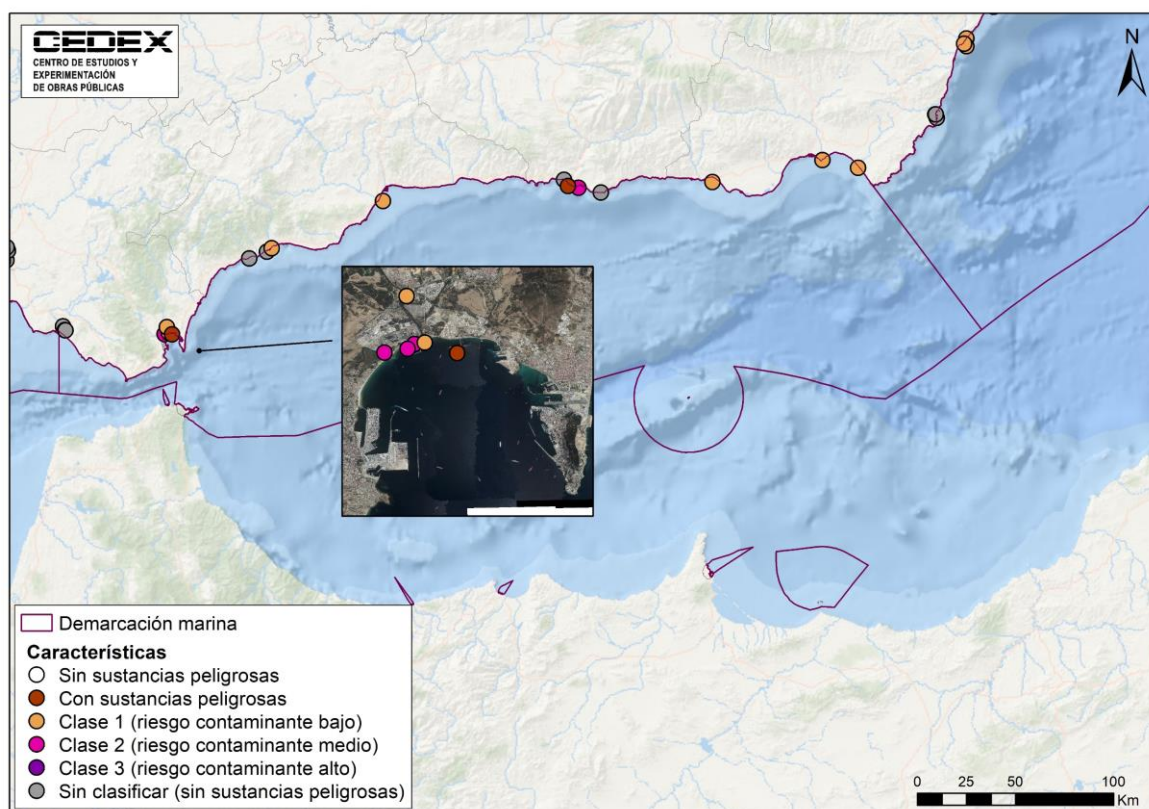 CEDEX
CENTRO DE ESTUDIOS Y
EXPERIMENTACIÓN
DE OBRAS PÚBLICAS
N
Demarcación marina
Características
Sin sustancias peligrosas
Con sustancias peligrosas
Clase 1 (riesgo contaminante bajo)
Clase 2 (riesgo contaminante medio)
Clase 3 (riesgo contaminante alto)
Sin clasificar (sin sustancias peligrosas)
0 25 50 100
Km